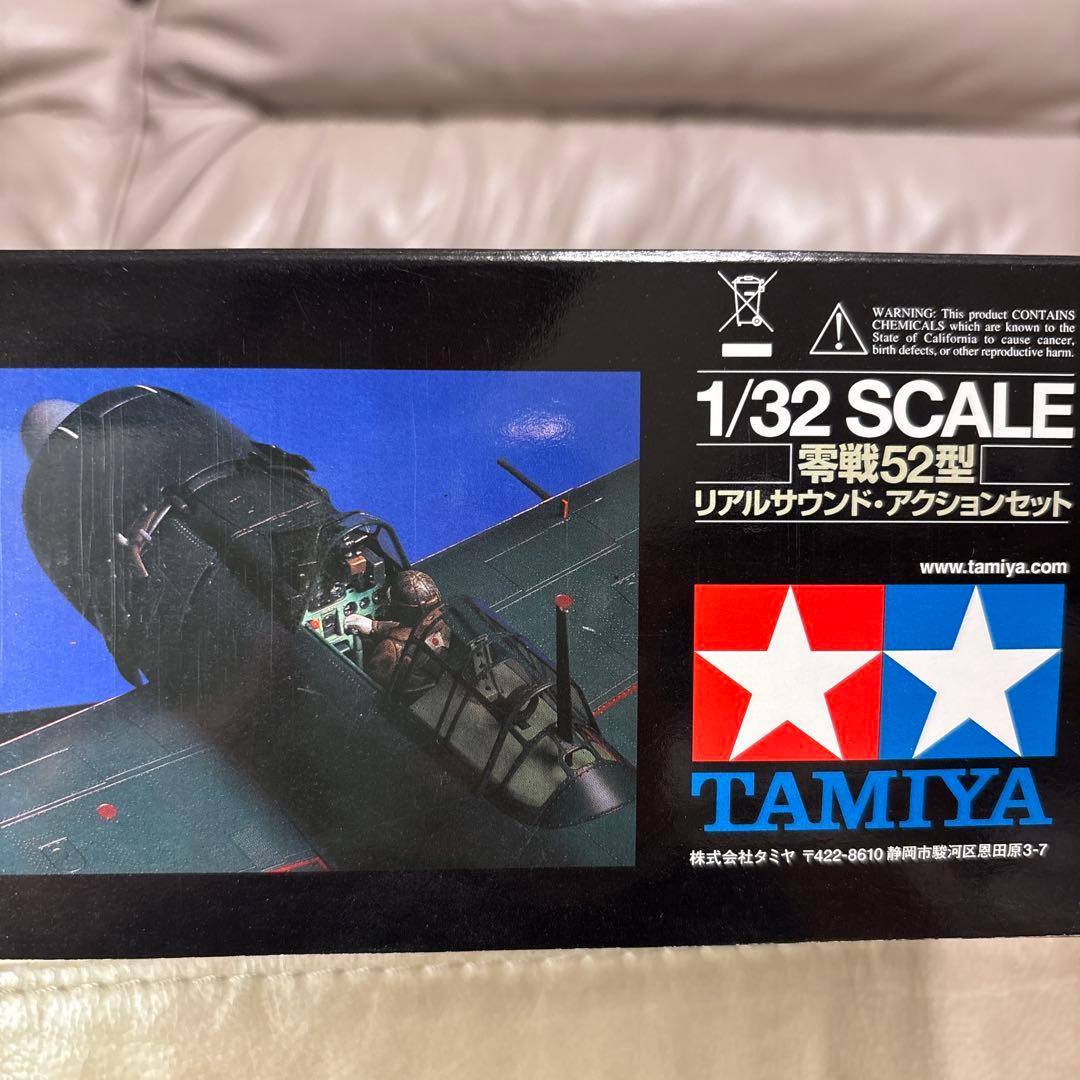 WARNING: This product CONTAINS
CHEMICALS which are known to the
State of California to cause cancer,
birth defects, or other reproductive harm.
1/32 SCALE
零戦52型
リアルサウンド・アクションセット
www.tamiya.com
TAMIYA
株式会社タミヤ 〒422-8610 静岡市駿河区恩田原3-7